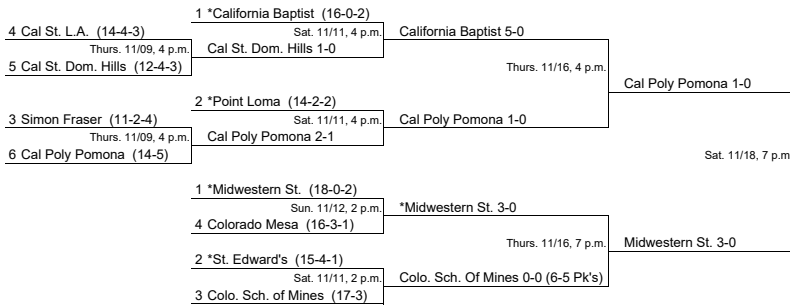 1 *California Baptist (16-0-2)
4 Cal St. L.A. (14-4-3)
Sat. 11/11, 4 p.m.
California Baptist 5-0
Thurs. 11/09, 4 p.m.
Cal St. Dom. Hills 1-0
5 Cal St. Dom. Hills (12-4-3)
Thurs. 11/16, 4 p.m.
Cal Poly Pomona 1-0
2 *Point Loma (14-2-2)
3 Simon Fraser (11-2-4)
Sat. 11/11, 4 p.m.
Cal Poly Pomona 1-0
Thurs. 11/09, 4 p.m.
Cal Poly Pomona 2-1
6 Cal Poly Pomona (14-5)
Sat. 11/18, 7 p.m
1 *Midwestern St. (18-0-2)
Sun. 11/12, 2 p.m.
*Midwestern St. 3-0
4 Colorado Mesa (16-3-1)
Thurs. 11/16, 7 p.m.
Midwestern St. 3-0
2 *St. Edward's (15-4-1)
Sat. 11/11, 2 p.m.
Colo. Sch. Of Mines 0-0 (6-5 Pk's)
3 Colo. Sch. of Mines (17-3)